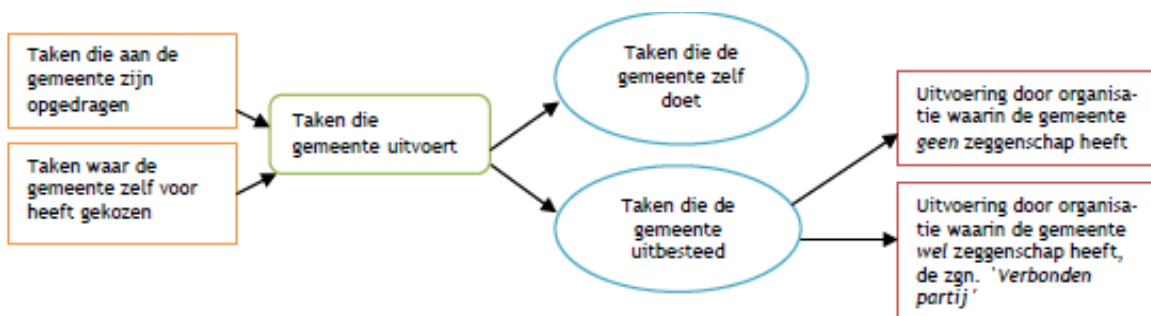 Taken die aan de
gemeente zijn
opgedragen
Taken waar de
gemeente zelf voor
heeft gekozen
Taken die
gemeente uitvoert
Taken die de
gemeente zelf
doet
Taken die de
gemeente
uitbesteed
Uitvoering door organisa-
tie waarin de gemeente
geen zeggenschap heeft
Uitvoering door organisa-
tie waarin de gemeente
wel zeggenschap heeft,
de zgn. 'Verbonden
partij'